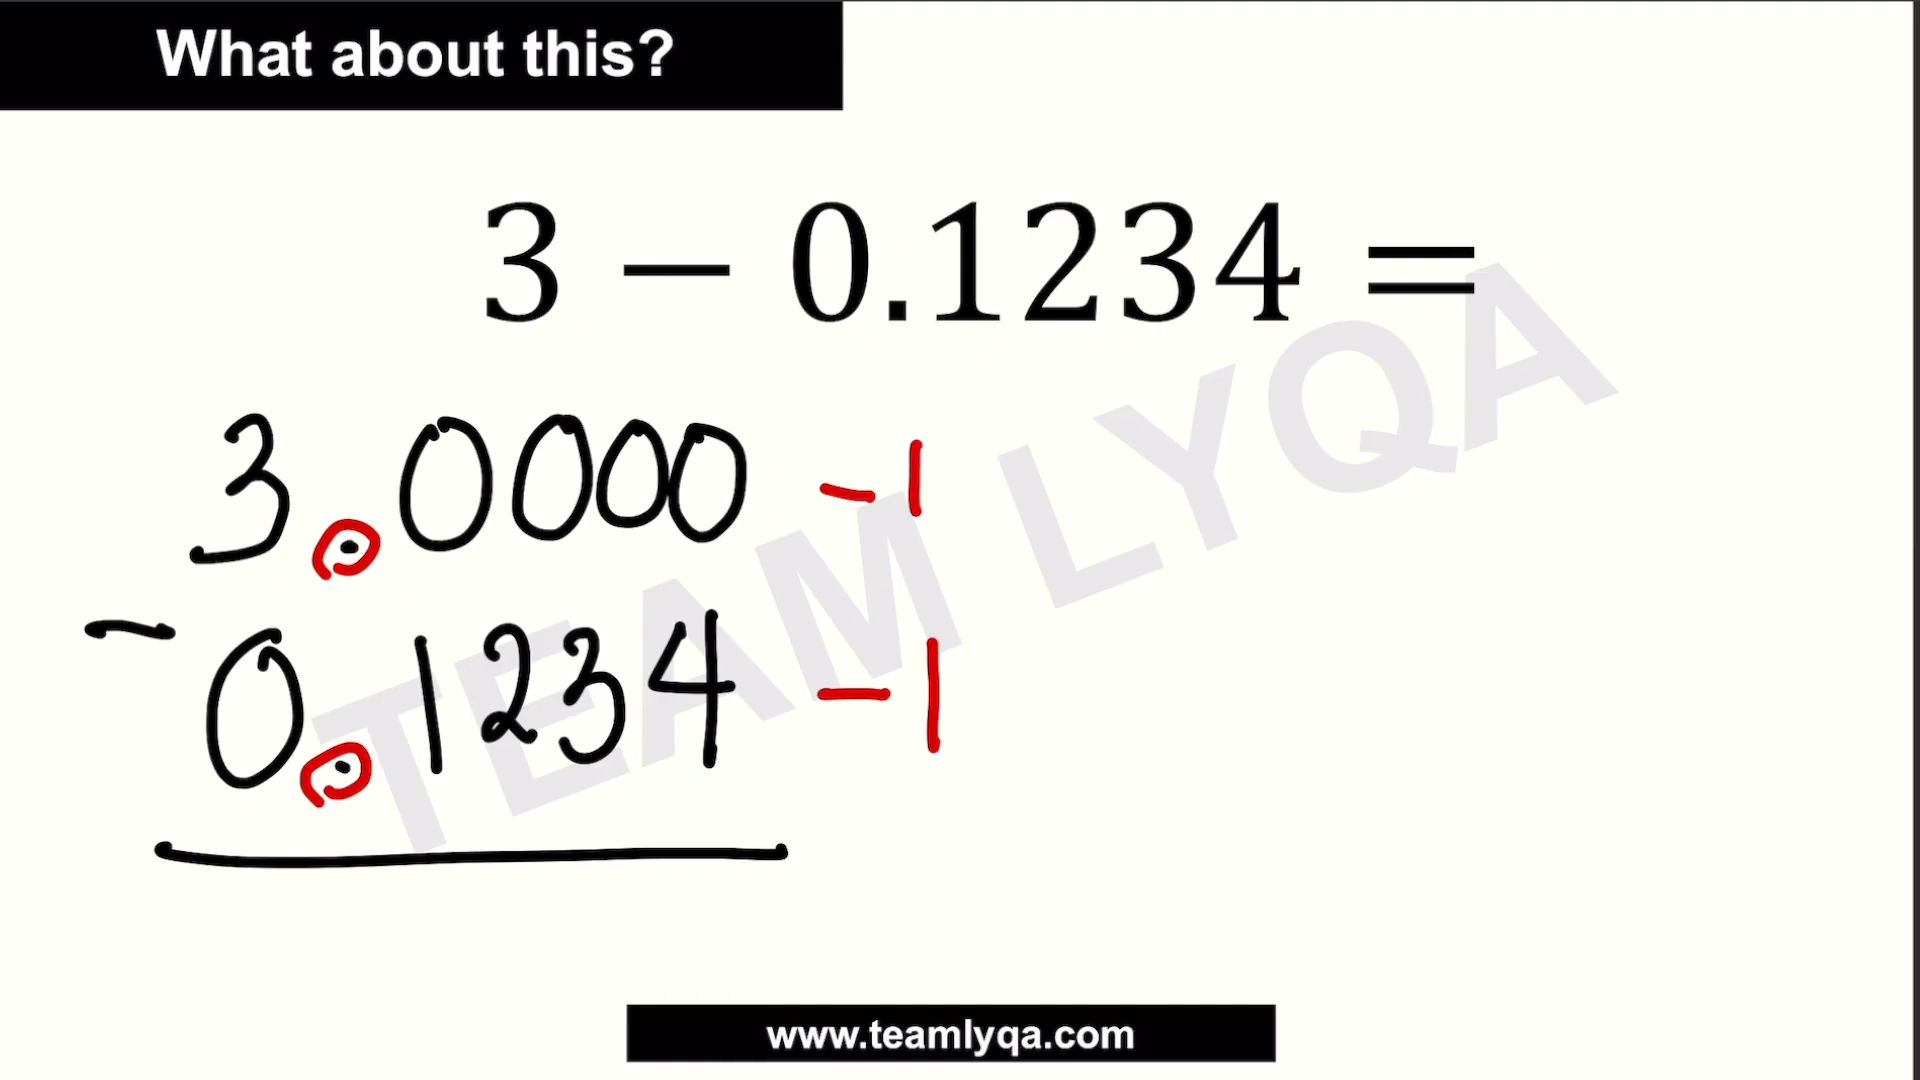 What about this?
3 − 0.1234 =
3.0000 -1
- 0.1234 -1
TEAM LYQA
www.teamlyqa.com